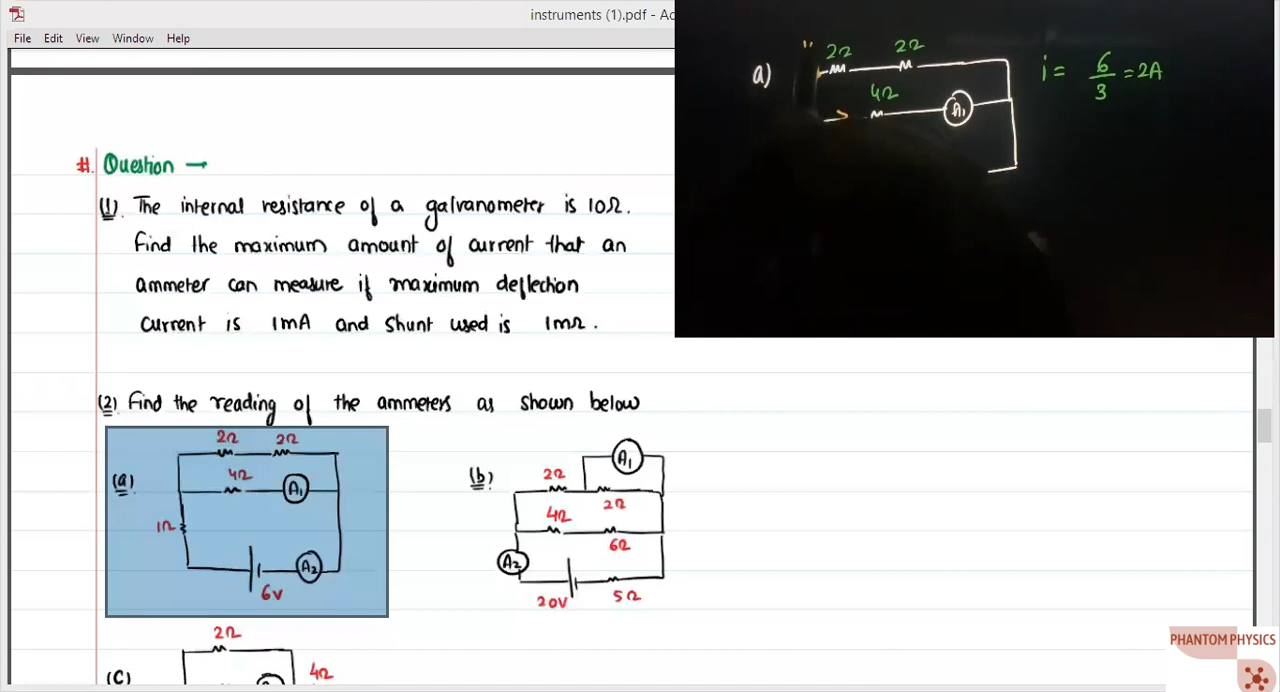 instruments (1).pdf - Ac
File Edit View Window Help
#. Question →
(1). The internal resistance of a galvanometer is 10Ω.
Find the maximum amount of current that an
ammeter can measure if maximum deflection
current is 1mA and shunt used is 1mΩ.
(2) Find the reading of the ammeters as shown below
(a)
2Ω 2Ω
4Ω A₁
1Ω
6V A₂
(b)
A₁
2Ω 2Ω
4Ω 6Ω
A₂
20V 5Ω
(c)
2Ω
4Ω
a)
2Ω 2Ω
4Ω A₁
i = 6/3 = 2A
PHANTOM PHYSICS